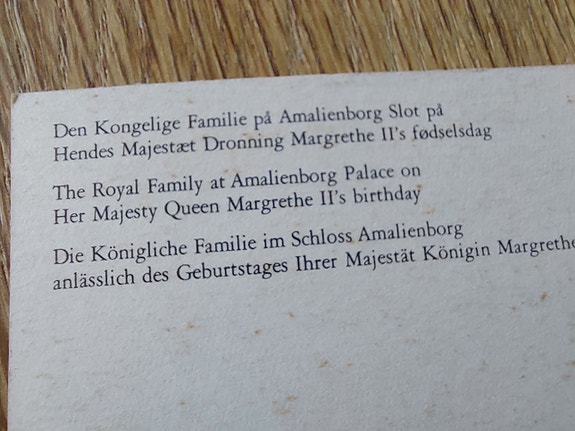 Den Kongelige Familie på Amalienborg Slot på
Hendes Majestæt Dronning Margrethe II's fødselsdag
The Royal Family at Amalienborg Palace on
Her Majesty Queen Margrethe II's birthday
Die Königliche Familie im Schloss Amalienborg
anlässlich des Geburtstages Ihrer Majestät Königin Margrethe